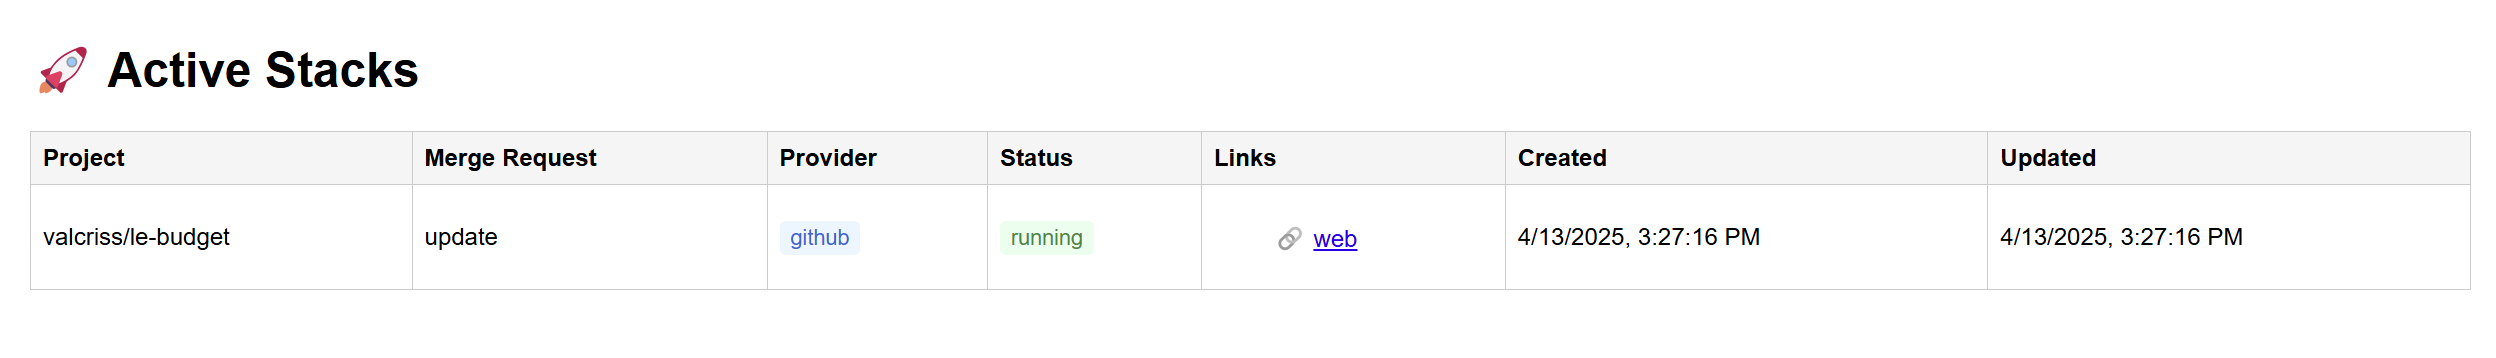 🚀 Active Stacks
Project Merge Request Provider Status Links Created Updated
valcriss/le-budget update github running 🔗 web 4/13/2025, 3:27:16 PM 4/13/2025, 3:27:16 PM